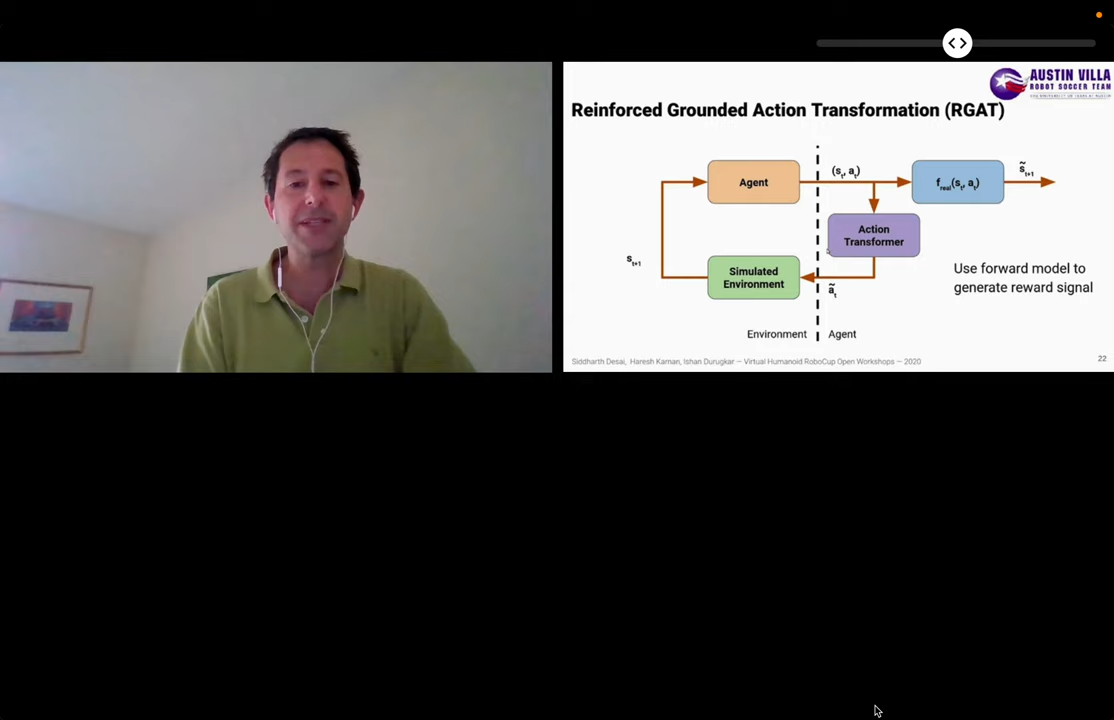 AUSTIN VILLA
ROBOT SOCCER TEAM
Reinforced Grounded Action Transformation (RGAT)
Agent
(sₜ, aₜ)
f_real(sₜ, aₜ)
s̃ₜ₊₁
Action
Transformer
sₜ₊₁
Simulated
Environment
ãₜ
Use forward model to
generate reward signal
Environment
Agent
Siddharth Desai, Haresh Karnan, Ishan Durugkar — Virtual Humanoid RoboCup Open Workshops — 2020
22